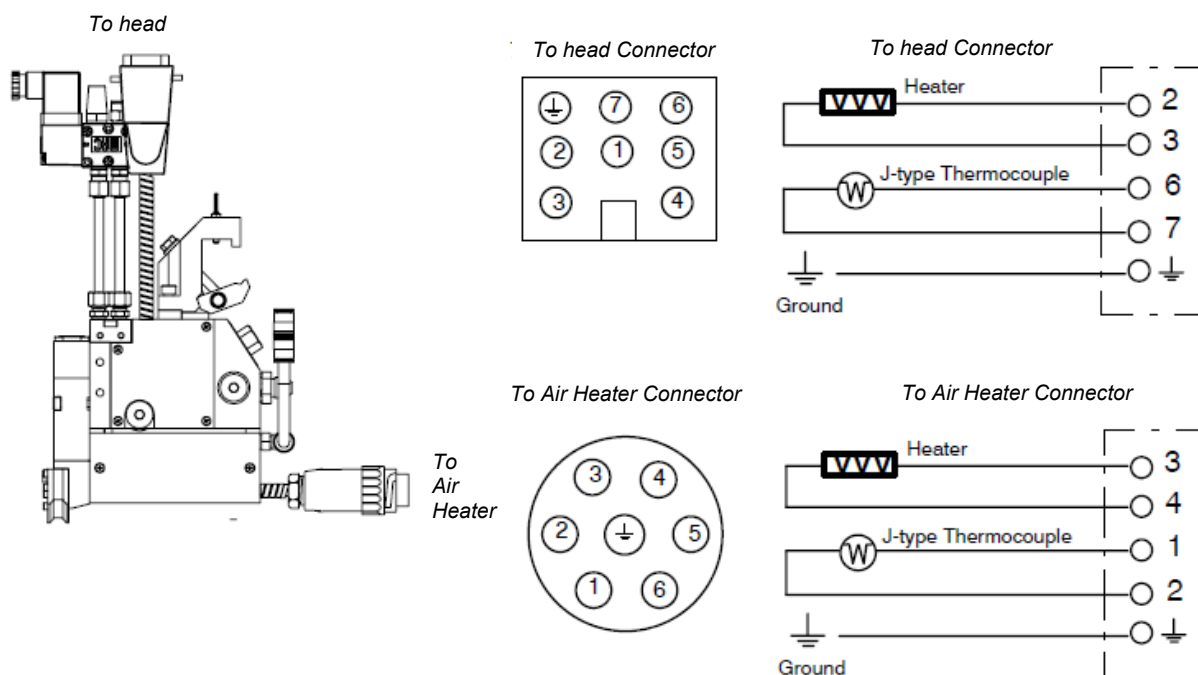 To head
To head Connector
⏚ 7 6
2 1 5
3 4
To head Connector
Heater
2
3
J-type Thermocouple
6
7
⏚
Ground
To
Air
Heater
To Air Heater Connector
3 4
2 ⏚ 5
1 6
To Air Heater Connector
Heater
3
4
J-type Thermocouple
1
2
⏚
Ground